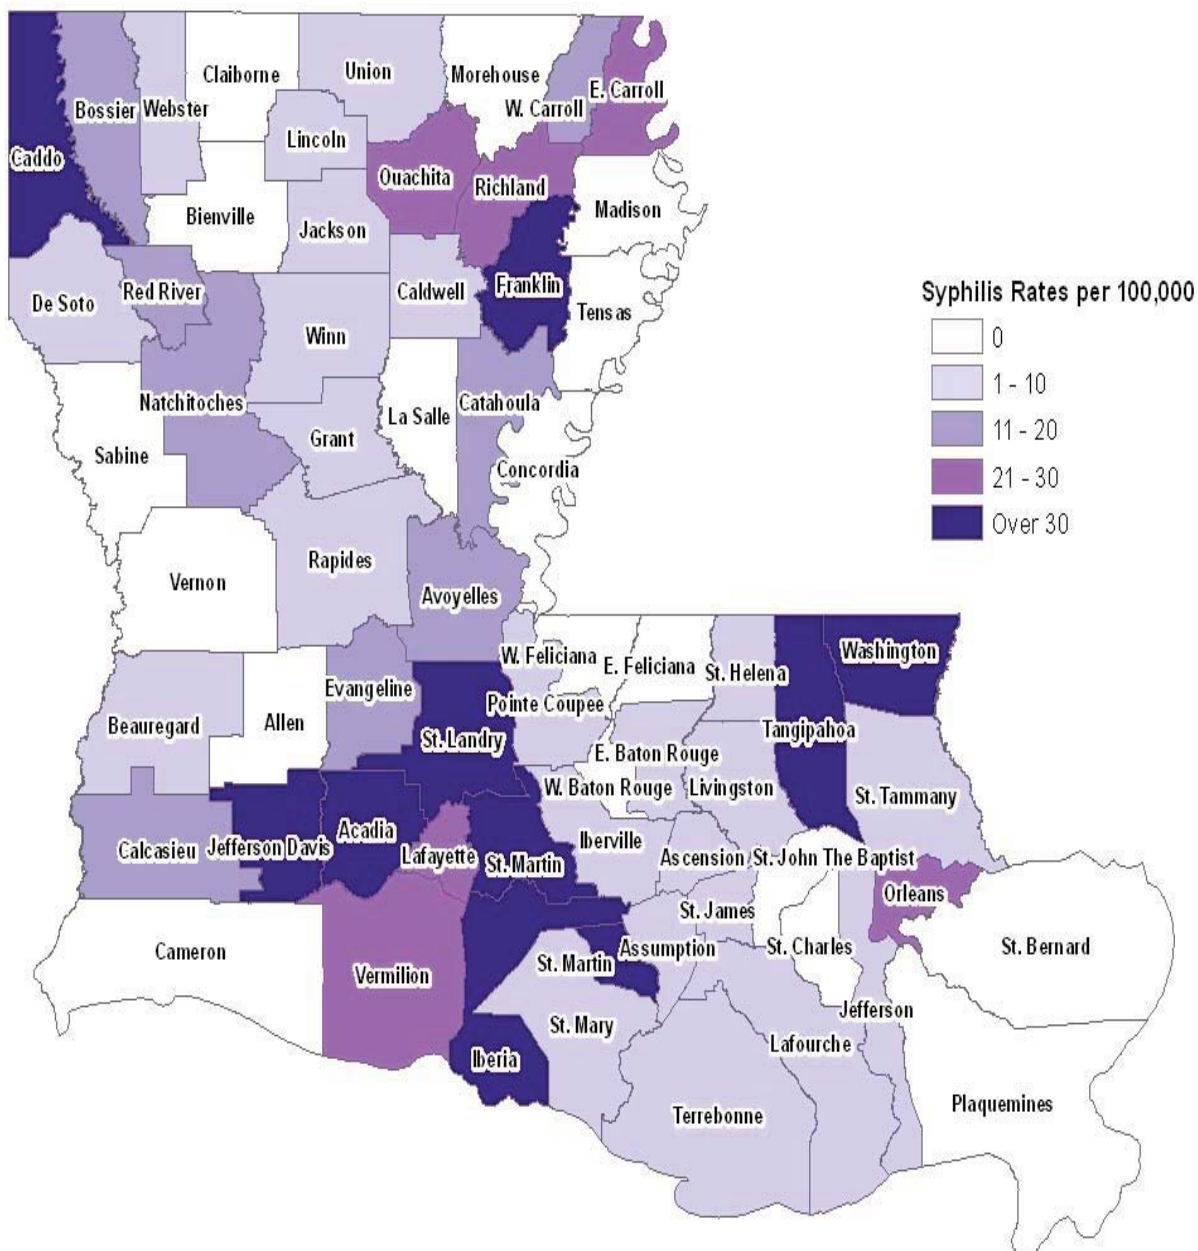 Claiborne
Union
Morehouse
E. Carroll
W. Carroll
Bossier
Webster
Lincoln
Caddo
Ouachita
Richland
Madison
Bienville
Jackson
Franklin
Red River
Caldwell
De Soto
Tensas
Winn
Natchitoches
Catahoula
La Salle
Grant
Sabine
Concordia
Rapides
Vernon
Avoyelles
Syphilis Rates per 100,000
0
1 - 10
11 - 20
21 - 30
Over 30
Washington
W. Feliciana
E. Feliciana
St. Helena
Evangeline
Pointe Coupee
Beauregard
Allen
Tangipahoa
St. Landry
E. Baton Rouge
W. Baton Rouge
Livingston
St. Tammany
Acadia
Iberville
Calcasieu
Jefferson Davis
Lafayette
St. Martin
Ascension
St. John The Baptist
Orleans
St. James
Cameron
Assumption
St. Charles
St. Bernard
St. Martin
Vermilion
Jefferson
St. Mary
Lafourche
Iberia
Plaquemines
Terrebonne